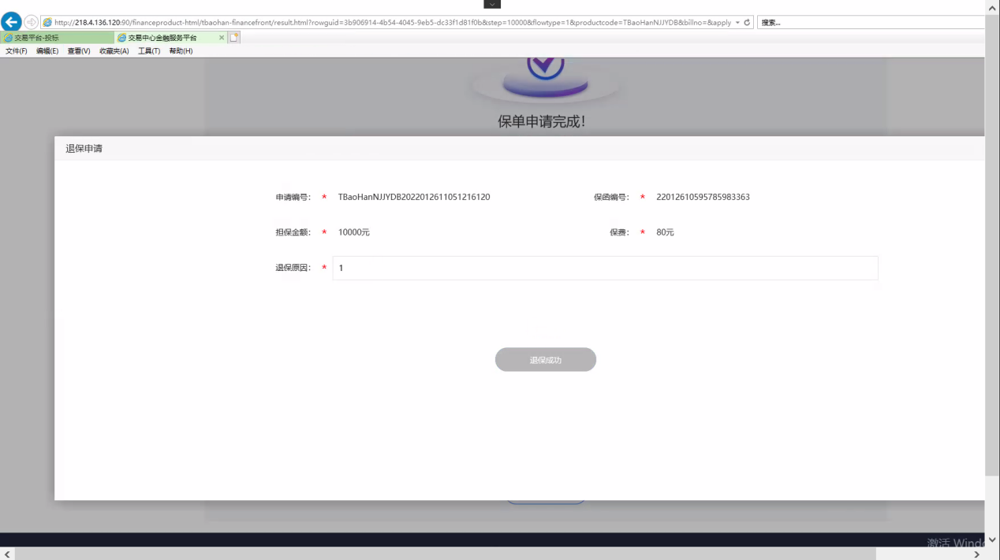 http://218.4.136.120:90/financeproduct-html/tbaohan-financefront/result.html?rowguid=3b906914-4b54-4045-9eb5-dc33f1d81f0b&step=10000&flowtype=1&productcode=TBaoHanNJJYDB&billno=&apply 搜索...
交易平台-投标 交易中心金融服务平台
文件(F) 编辑(E) 查看(V) 收藏夹(A) 工具(T) 帮助(H)
保单申请完成！
退保申请
申请编号： * TBaoHanNJJYDB2022012611051216120 保函编号： * 22012610595785983363
担保金额： * 10000元 保费： * 80元
退保原因： * 1
退保成功
激活 Windo